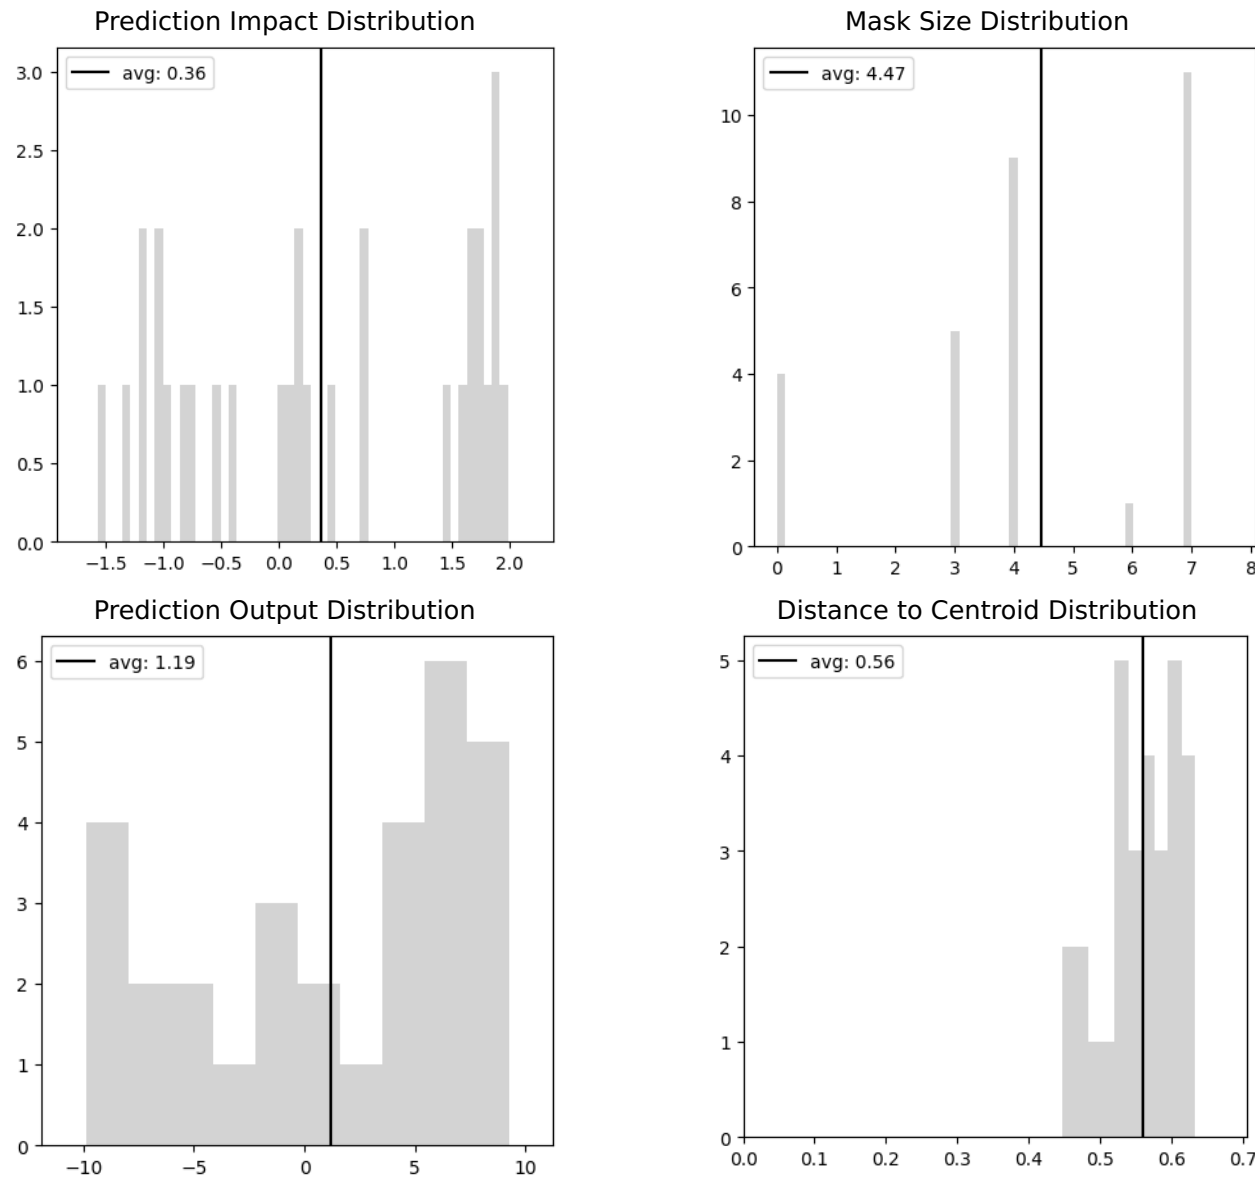 Prediction Impact Distribution
avg: 0.36
3.0
2.5
2.0
1.5
1.0
0.5
0.0
−1.5 −1.0 −0.5 0.0 0.5 1.0 1.5 2.0
Mask Size Distribution
avg: 4.47
10
8
6
4
2
0
0 1 2 3 4 5 6 7 8
Prediction Output Distribution
avg: 1.19
6
5
4
3
2
1
0
−10 −5 0 5 10
Distance to Centroid Distribution
avg: 0.56
5
4
3
2
1
0
0.0 0.1 0.2 0.3 0.4 0.5 0.6 0.7